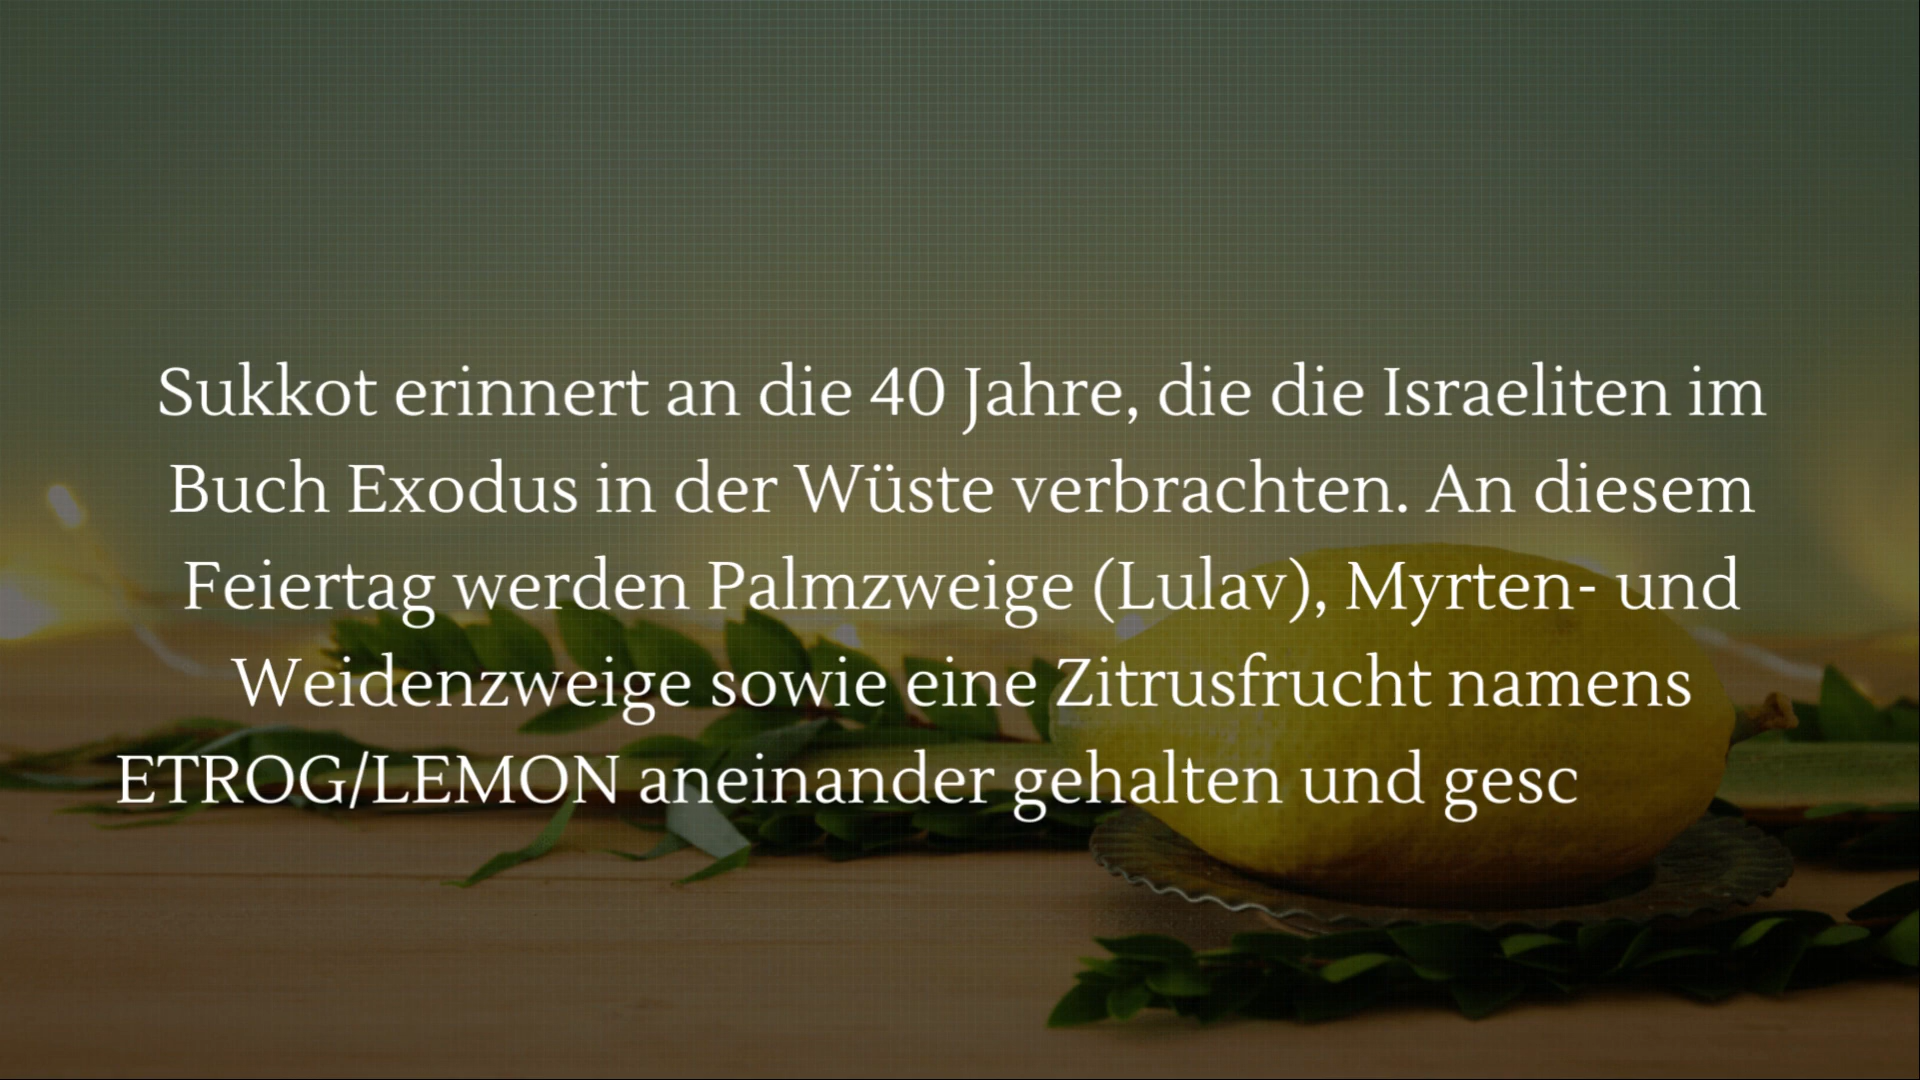 Sukkot erinnert an die 40 Jahre, die die Israeliten im
Buch Exodus in der Wüste verbrachten. An diesem
Feiertag werden Palmzweige (Lulav), Myrten- und
Weidenzweige sowie eine Zitrusfrucht namens
ETROG/LEMON aneinander gehalten und gesc